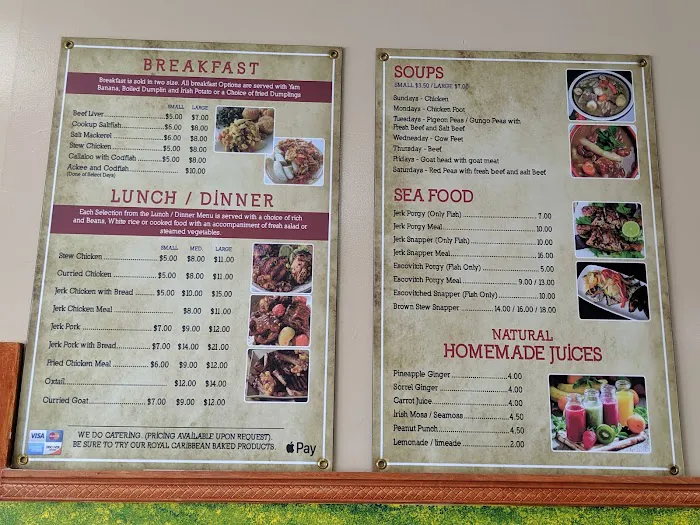 BREAKFAST
Breakfast is sold in two size. All breakfast Options are served with Yam
Banana, Boiled Dumplin and Irish Potato or a Choice of fried Dumplings
SMALL LARGE
Beef Liver $5.00 $7.00
Cookup Saltfish $5.00 $8.00
Salt Mackerel $6.00 $8.00
Stew Chicken $5.00 $8.00
Callaloo with Codfish $5.00 $8.00
Ackee and Codfish $10.00
(Done of Select Days)
LUNCH / DİNNER
Each Selection from the Lunch / Dinner Menu is served with a choice of rich
and Beans, White rice or cooked food with an accompaniment of fresh salad or
steamed vegetables.
SMALL MED. LARGE
Stew Chicken $5.00 $8.00 $11.00
Curried Chicken $5.00 $8.00 $11.00
Jerk Chicken with Bread $5.00 $10.00 $15.00
Jerk Chicken Meal $8.00 $11.00
Jerk Pork $7.00 $9.00 $12.00
Jerk Pork with Bread $7.00 $14.00 $21.00
Fried Chicken Meal $6.00 $9.00 $12.00
Oxtail $12.00 $14.00
Curried Goat $7.00 $9.00 $12.00
VISA
WE DO CATERING. (PRICING AVAILABLE UPON REQUEST).
BE SURE TO TRY OUR ROYAL CARIBBEAN BAKED PRODUCTS.
Pay
SOUPS
SMALL $3.50 / LARGE $7.00
Sundays - Chicken
Mondays - Chicken Foot
Tuesdays - Pigeon Peas / Gungo Peas with
Fresh Beef and Salt Beef
Wednesday - Cow Feet
Thursday - Beef
Fridays - Goat head with goat meat
Saturdays - Red Peas with fresh beef and salt Beef
SEA FOOD
Jerk Porgy (Only Fish) 7.00
Jerk Porgy Meal 10.00
Jerk Snapper (Only Fish) 10.00
Jerk Snapper Meal 16.00
Escovitch Porgy (Fish Only) 5.00
Escovitch Porgy Meal 9.00 / 13.00
Escovitched Snapper (Fish Only) 10.00
Brown Stew Snapper 14.00 / 16.00 / 18.00
NATURAL
HOMEMADE JUİCES
Pineapple Ginger 4.00
Sorrel Ginger 4.00
Carrot Juice 4.00
Irish Moss / Seamoss 4.50
Peanut Punch 4.50
Lemonade / limeade 2.00